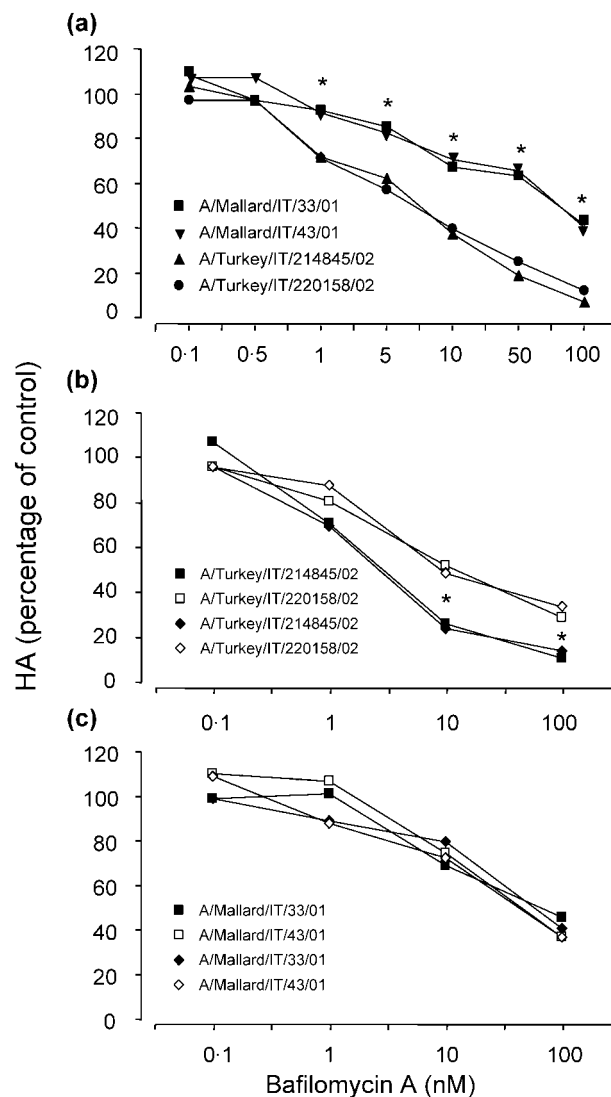 (a)
120
100
80
60
40
20
0
*
*
*
*
*
A/Mallard/IT/33/01
A/Mallard/IT/43/01
A/Turkey/IT/214845/02
A/Turkey/IT/220158/02
0·1 0·5 1 5 10 50 100
HA (percentage of control)
(b)
120
100
80
60
40
20
0
*
*
A/Turkey/IT/214845/02
A/Turkey/IT/220158/02
A/Turkey/IT/214845/02
A/Turkey/IT/220158/02
0·1 1 10 100
(c)
120
100
80
60
40
20
0
A/Mallard/IT/33/01
A/Mallard/IT/43/01
A/Mallard/IT/33/01
A/Mallard/IT/43/01
0·1 1 10 100
Bafilomycin A (nM)